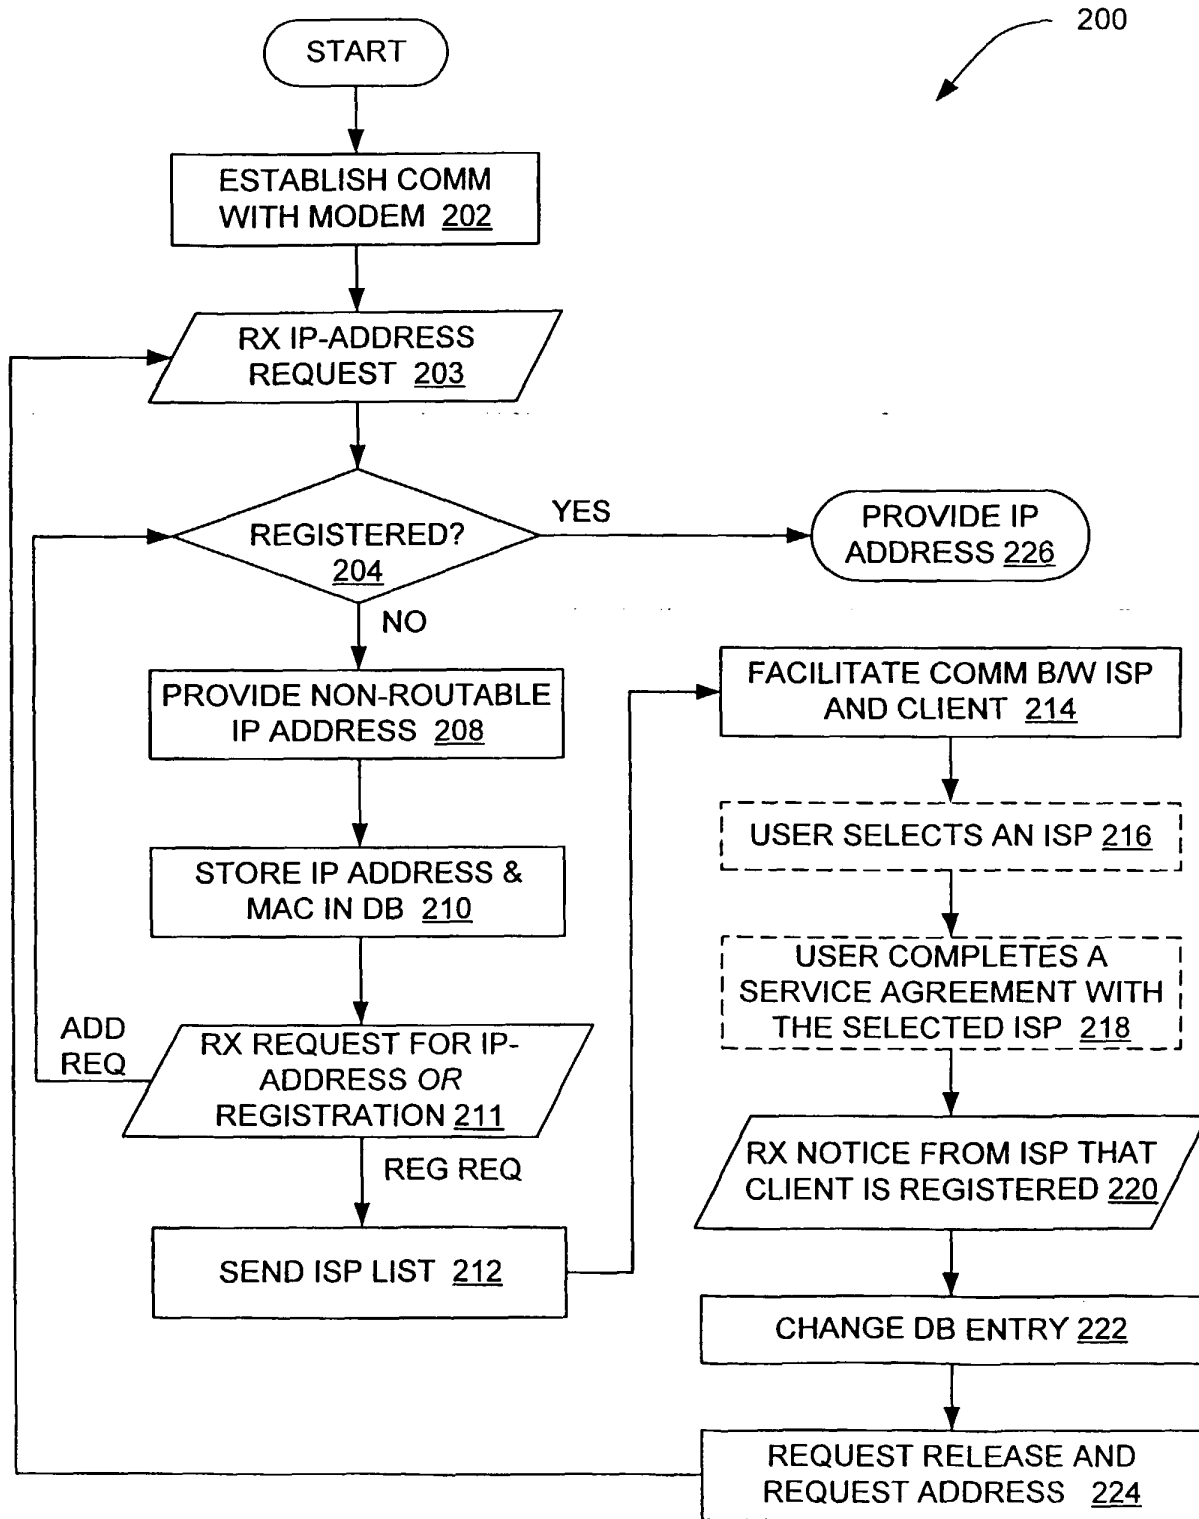 200
START
ESTABLISH COMM
WITH MODEM 202
RX IP-ADDRESS
REQUEST 203
REGISTERED?
204
YES
PROVIDE IP
ADDRESS 226
NO
PROVIDE NON-ROUTABLE
IP ADDRESS 208
STORE IP ADDRESS &
MAC IN DB 210
ADD
REQ
RX REQUEST FOR IP-
ADDRESS OR
REGISTRATION 211
REG REQ
SEND ISP LIST 212
FACILITATE COMM B/W ISP
AND CLIENT 214
USER SELECTS AN ISP 216
USER COMPLETES A
SERVICE AGREEMENT WITH
THE SELECTED ISP 218
RX NOTICE FROM ISP THAT
CLIENT IS REGISTERED 220
CHANGE DB ENTRY 222
REQUEST RELEASE AND
REQUEST ADDRESS 224